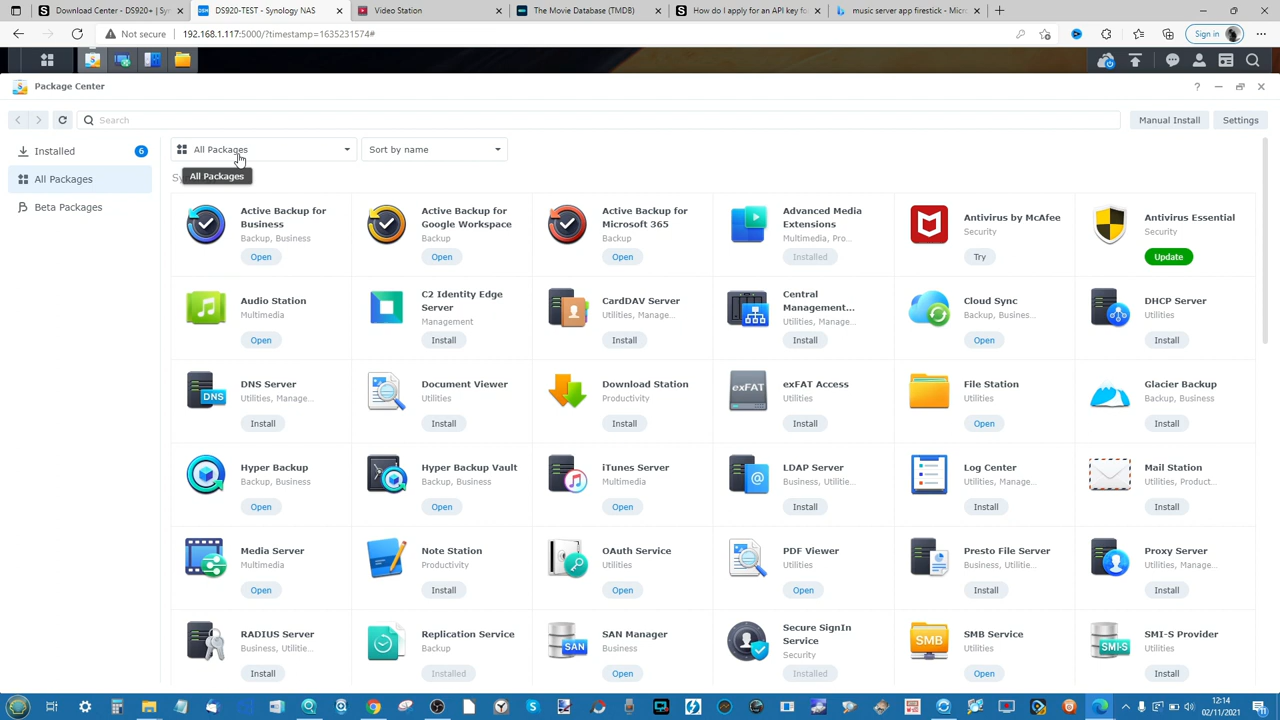 Download Center - DS920+ | Sy
DS920-TEST - Synology NAS
Video Station
The Movie Database (TMDB)
How do I apply for an API key fo
music server app firestick - Micro
Not secure
192.168.1.117:5000/?timestamp=1635231574#
Sign in
Package Center
Search
Manual Install
Settings
Installed
6
All Packages
Beta Packages
All Packages
Sort by name
Sy
All Packages
Active Backup for
Business
Backup, Business
Open
Active Backup for
Google Workspace
Backup
Open
Active Backup for
Microsoft 365
Backup
Open
Advanced Media
Extensions
Multimedia, Pro...
Installed
Antivirus by McAfee
Security
Try
Antivirus Essential
Security
Update
Audio Station
Multimedia
Open
C2 Identity Edge
Server
Management
Install
CardDAV Server
Utilities, Manage...
Install
Central
Management...
Utilities, Manage...
Install
Cloud Sync
Backup, Busines...
Open
DHCP Server
Utilities
Install
DNS
DNS Server
Utilities, Manage...
Install
Document Viewer
Utilities
Install
Download Station
Productivity
Install
exFAT
exFAT Access
Utilities
Install
File Station
Utilities
Open
Glacier Backup
Backup, Business
Install
Hyper Backup
Backup, Business
Open
Hyper Backup Vault
Backup, Business
Open
iTunes Server
Multimedia
Open
LDAP Server
Business, Utilitie...
Install
Log Center
Utilities, Manage...
Install
Mail Station
Utilities, Product...
Install
Media Server
Multimedia
Open
Note Station
Productivity
Install
OAuth Service
Utilities
Open
PDF Viewer
Utilities
Open
Presto File Server
Business, Utilitie...
Install
Proxy Server
Utilities, Manage...
Install
RADIUS Server
Business, Utilitie...
Install
Replication Service
Backup
Installed
SAN
SAN Manager
Business
Open
Secure SignIn
Service
Security
Installed
SMB
SMB Service
Utilities
Open
SMI-S
SMI-S Provider
Utilities
Install
12:14
02/11/2021